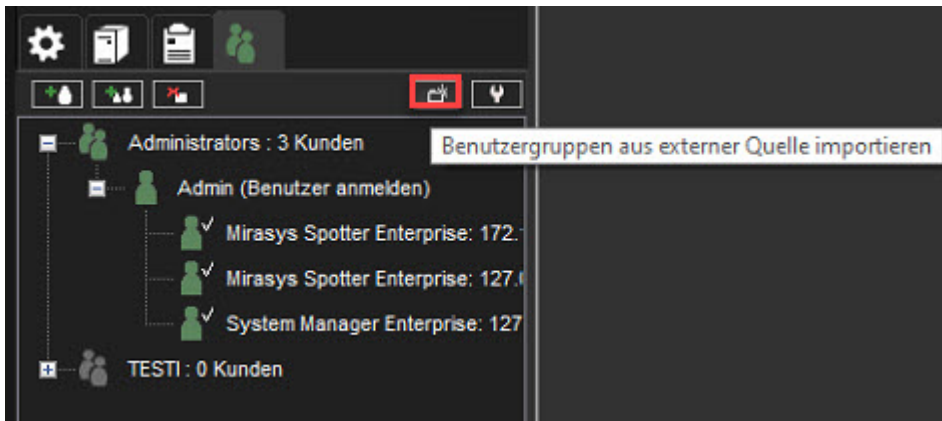 Administrators : 3 Kunden
Benutzergruppen aus externer Quelle importieren
Admin (Benutzer anmelden)
Mirasys Spotter Enterprise: 172.
Mirasys Spotter Enterprise: 127.
System Manager Enterprise: 127
TESTI : 0 Kunden